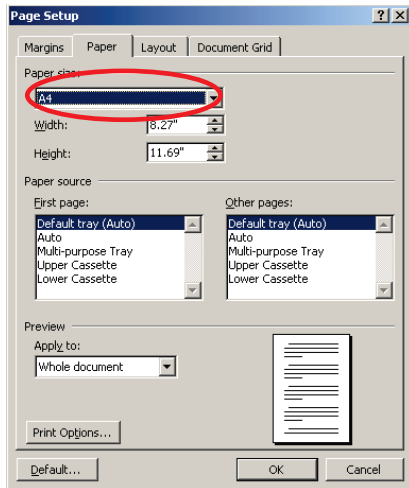 Page Setup
Margins Paper Layout Document Grid
Paper size:
A4
Width: 8.27"
Height: 11.69"
Paper source
First page: Other pages:
Default tray (Auto) Default tray (Auto)
Auto Auto
Multi-purpose Tray Multi-purpose Tray
Upper Cassette Upper Cassette
Lower Cassette Lower Cassette
Preview
Apply to:
Whole document
Print Options...
Default... OK Cancel